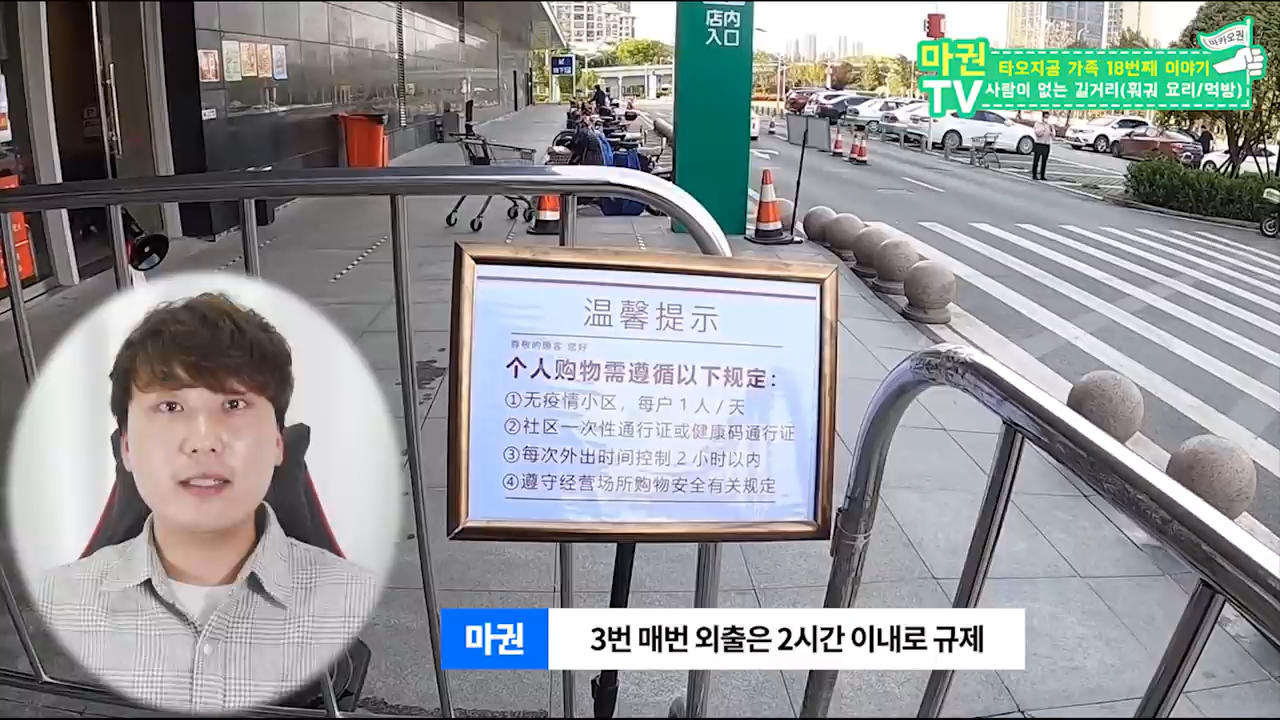 店内
入口
마카오권
마권
TV
타오지공 가족 18번째 이야기
사람이 없는 길거리(훠궈 요리/먹방)
温馨提示
尊敬的顾客 您好
个人购物需遵循以下规定：
①无疫情小区，每户1人/天
②社区一次性通行证或健康码通行证
③每次外出时间控制2小时以内
④遵守经营场所购物安全有关规定
마권
3번 매번 외출은 2시간 이내로 규제